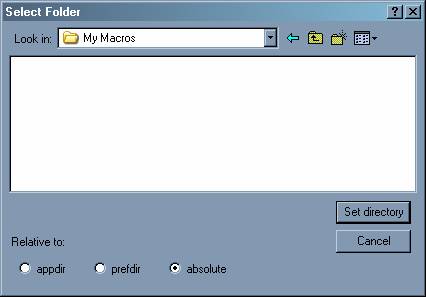 Select Folder
Look in: My Macros
Set directory
Relative to:
Cancel
appdir prefdir absolute